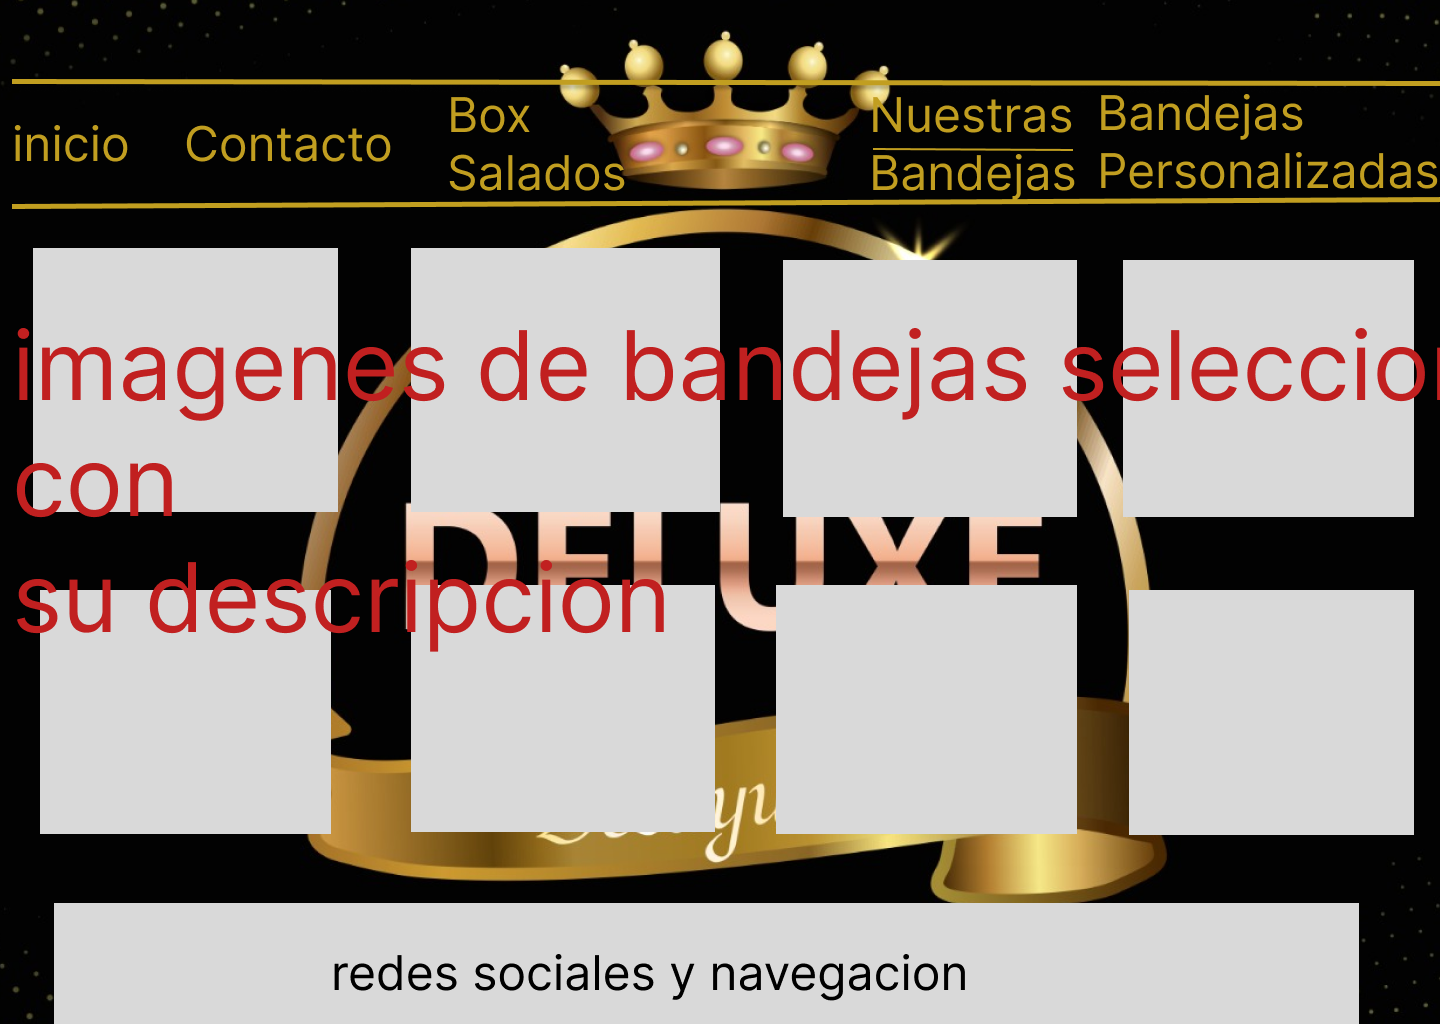 inicio
Contacto
Box
Salados
Nuestras
Bandejas
Bandejas
Personalizadas
imagenes de bandejas seleccion
con
su descripcion
DELUXE
redes sociales y navegacion